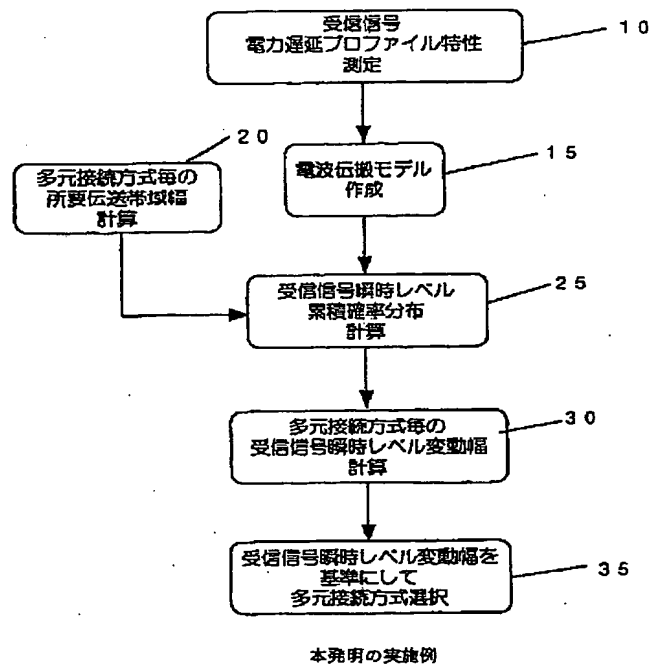 受信信号
電力遅延プロファイル特性
測定
10
20
多元接続方式毎の
所要伝送帯域幅
計算
電波伝搬モデル
作成
15
受信信号瞬時レベル
累積確率分布
計算
25
多元接続方式毎の
受信信号瞬時レベル変動幅
計算
30
受信信号瞬時レベル変動幅を
基準にして
多元接続方式選択
35
本発明の実施例